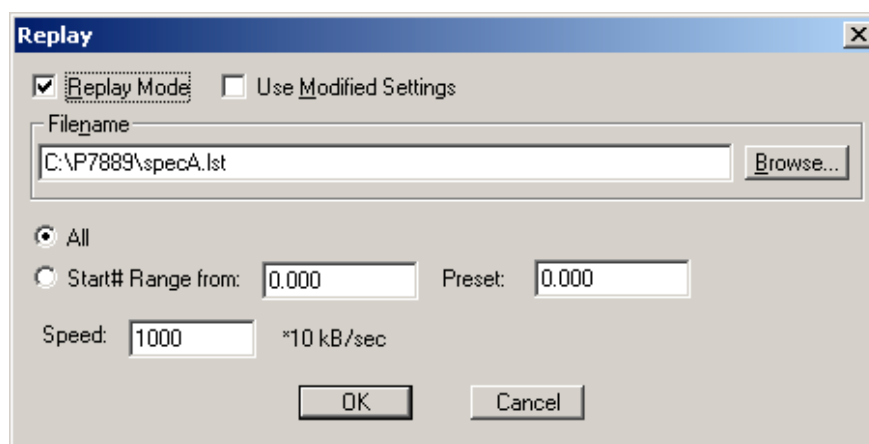 Replay
Replay Mode Use Modified Settings
Filename
C:\P7889\specA.lst Browse...
All
Start# Range from: 0.000 Preset: 0.000
Speed: 1000 *10 kB/sec
OK Cancel